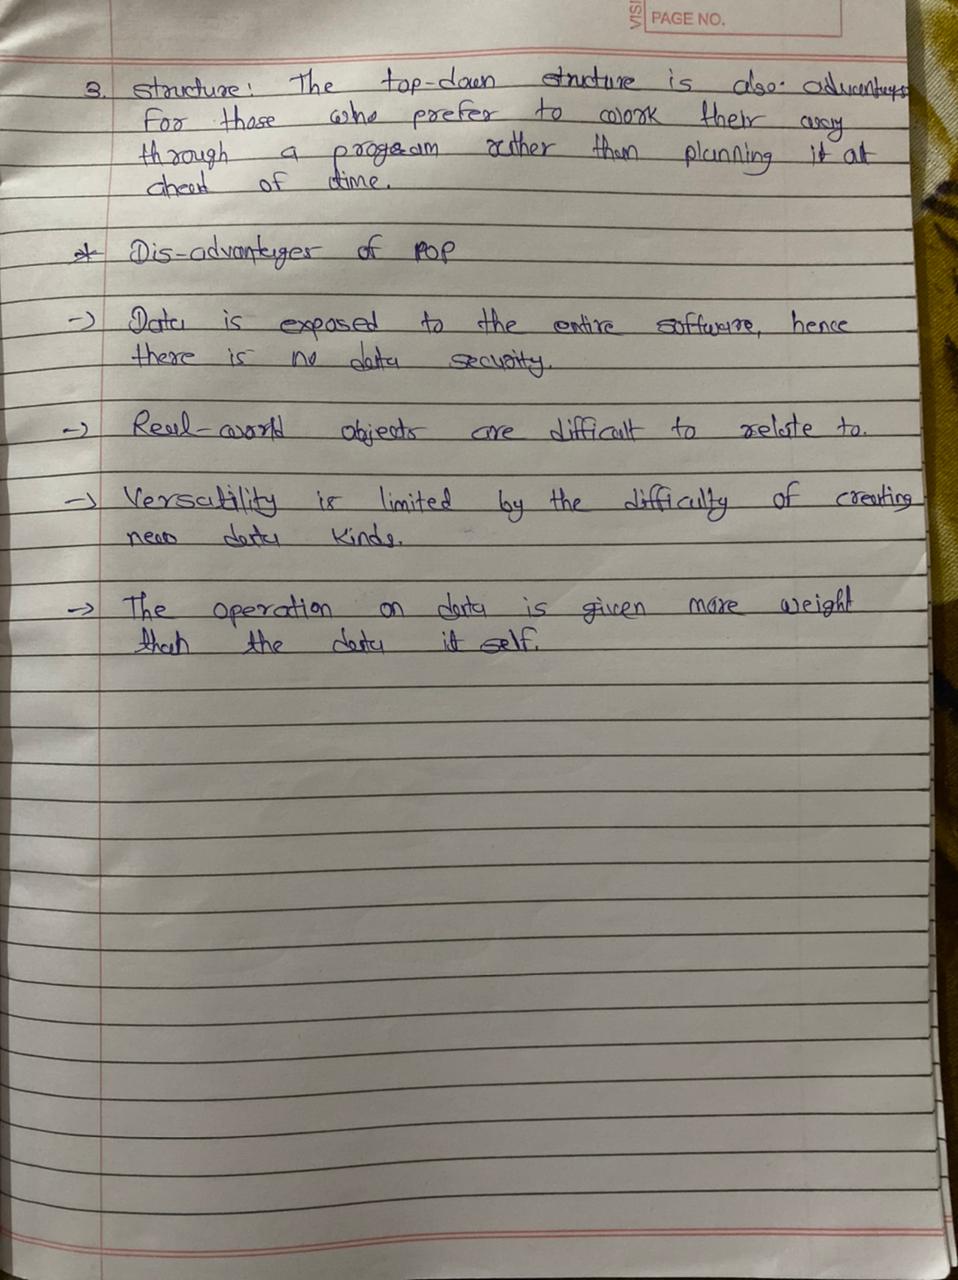 VISI
PAGE NO.
3. Structure: The top-down structure is also advantages
For those who prefer to work their away
through a program rather than planning it at
ahead of time.
* Dis-advantages of POP
-> Data is exposed to the entire software, hence
there is no data security.
-> Real-world objects are difficult to relate to.
-> Versatility is limited by the difficulty of creating
new data kinds.
-> The operation on data is given more weight
than the data it self.